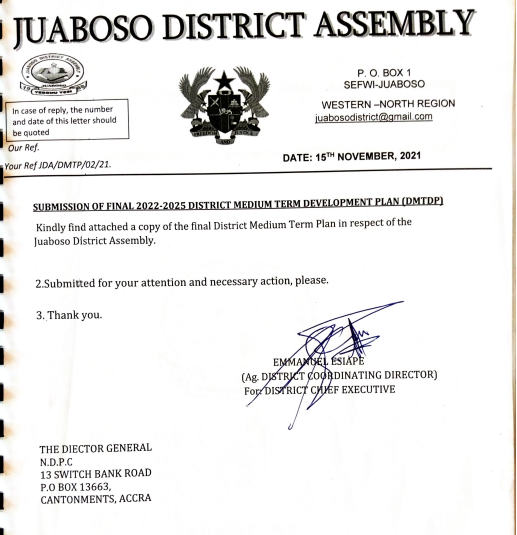 JUABOSO DISTRICT ASSEMBLY
P. O. BOX 1
SEFWI-JUABOSO
WESTERN –NORTH REGION
juabosodistrict@gmail.com
In case of reply, the number
and date of this letter should
be quoted
Our Ref.
Your Ref JDA/DMTP/02/21.
DATE: 15TH NOVEMBER, 2021
SUBMISSION OF FINAL 2022-2025 DISTRICT MEDIUM TERM DEVELOPMENT PLAN (DMTDP)
Kindly find attached a copy of the final District Medium Term Plan in respect of the
Juaboso District Assembly.
2.Submitted for your attention and necessary action, please.
3. Thank you.
EMMANUEL ESIAPE
(Ag. DISTRICT COORDINATING DIRECTOR)
For: DISTRICT CHIEF EXECUTIVE
THE DIECTOR GENERAL
N.D.P.C
13 SWITCH BANK ROAD
P.O BOX 13663,
CANTONMENTS, ACCRA